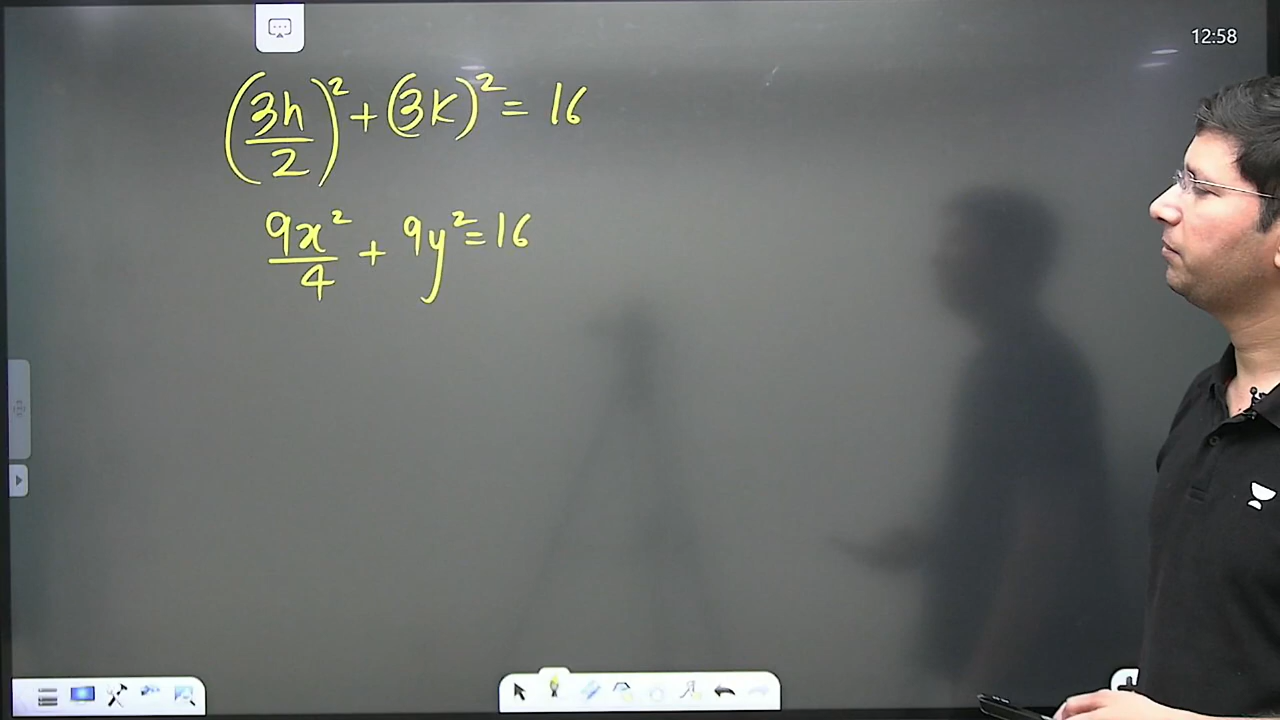 12:58
(3h/2)² + (3k)² = 16
9x²/4 + 9y² = 16